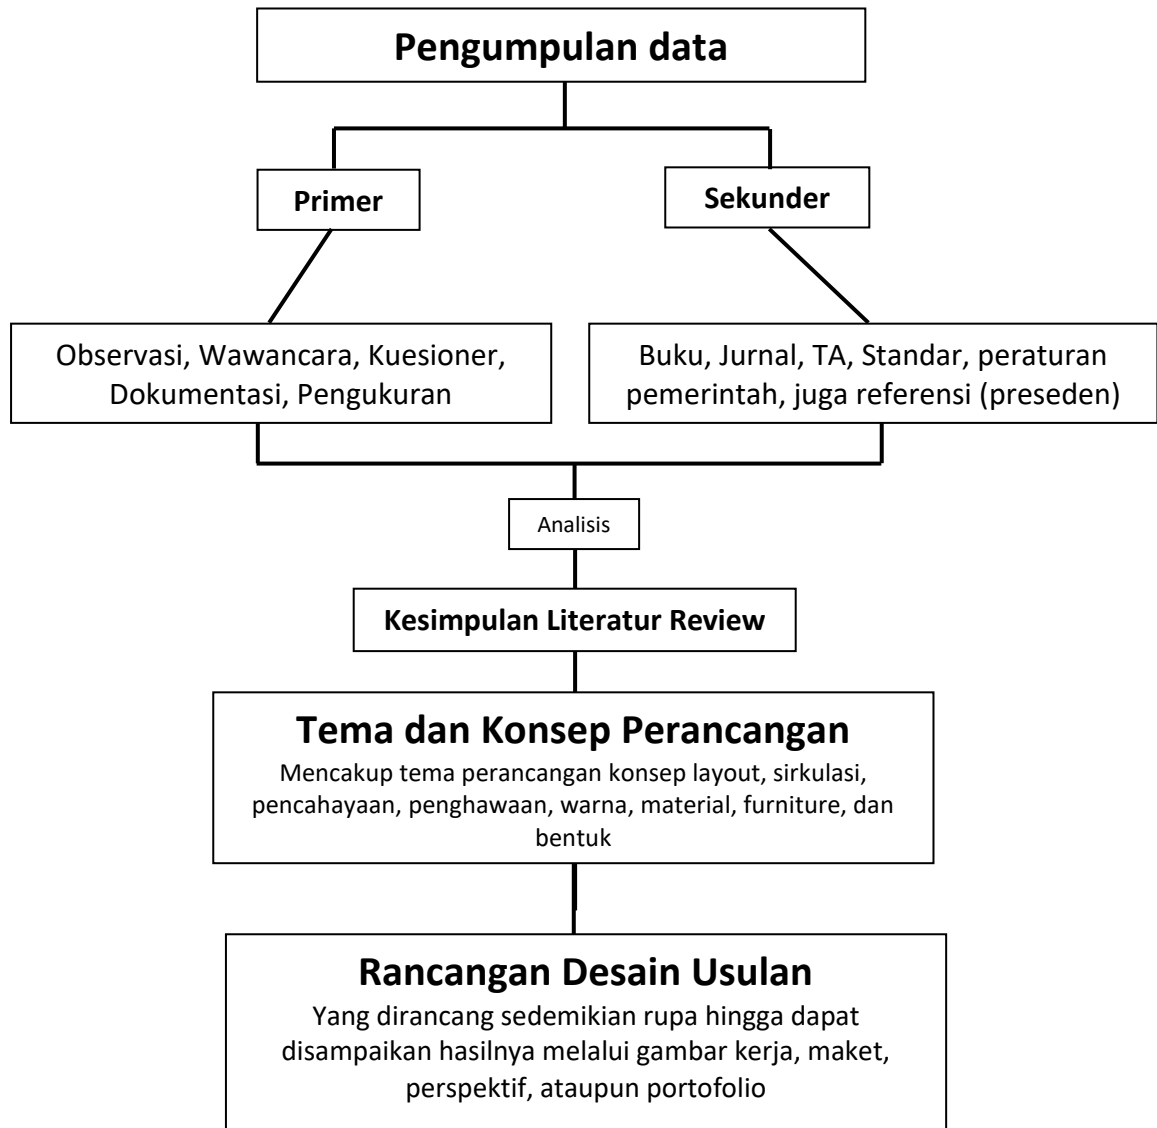 Pengumpulan data
Primer
Sekunder
Observasi, Wawancara, Kuesioner,
Dokumentasi, Pengukuran
Buku, Jurnal, TA, Standar, peraturan
pemerintah, juga referensi (preseden)
Analisis
Kesimpulan Literatur Review
Tema dan Konsep Perancangan
Mencakup tema perancangan konsep layout, sirkulasi,
pencahayaan, penghawaan, warna, material, furniture, dan
bentuk
Rancangan Desain Usulan
Yang dirancang sedemikian rupa hingga dapat
disampaikan hasilnya melalui gambar kerja, maket,
perspektif, ataupun portofolio